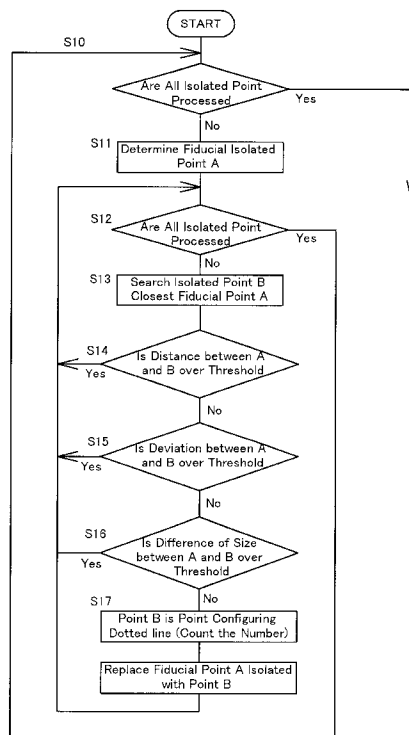 START
S10
Are All Isolated Point
Processed
Yes
No
S11
Determine Fiducial Isolated
Point A
S12
Are All Isolated Point
Processed
Yes
No
S13
Search Isolated Point B
Closest Fiducial Point A
S14
Is Distance between A
and B over Threshold
Yes
No
S15
Is Deviation between A
and B over Threshold
Yes
No
S16
Is Difference of Size
between A and B over
Threshold
Yes
No
S17
Point B is Point Configuring
Dotted line (Count the Number)
Replace Fiducial Point A Isolated
with Point B